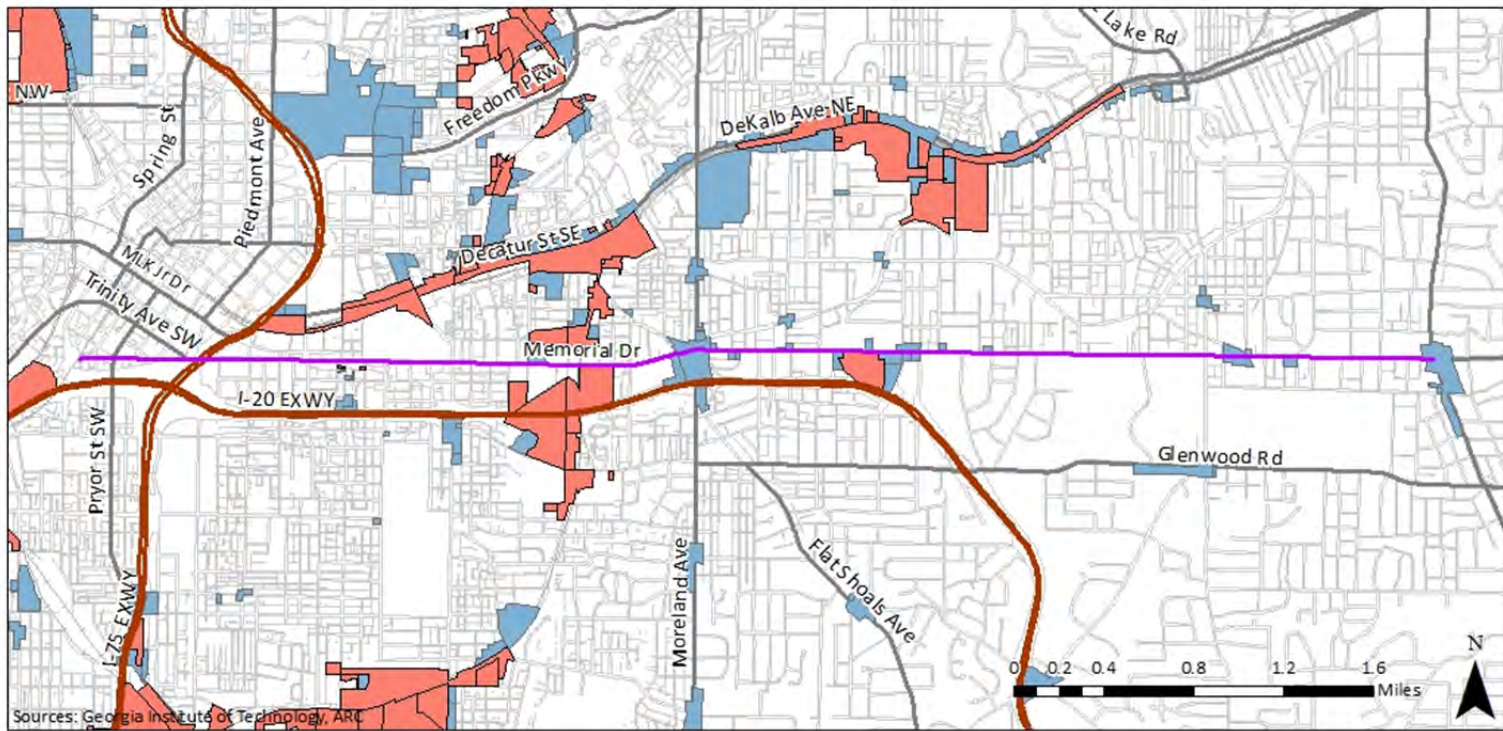 Lake Rd
N.W
Freedom Pkwy
DeKalb Ave NE
Spring St
Piedmont Ave
Decatur St SE
MLK Jr Dr
Trinity Ave SW
Memorial Dr
I-20 EXWY
Pryor St SW
Glenwood Rd
Flat Shoals Ave
Moreland Ave
I-75 EXWY
N
0 0.2 0.4 0.8 1.2 1.6
Miles
Sources: Georgia Institute of Technology, ARC